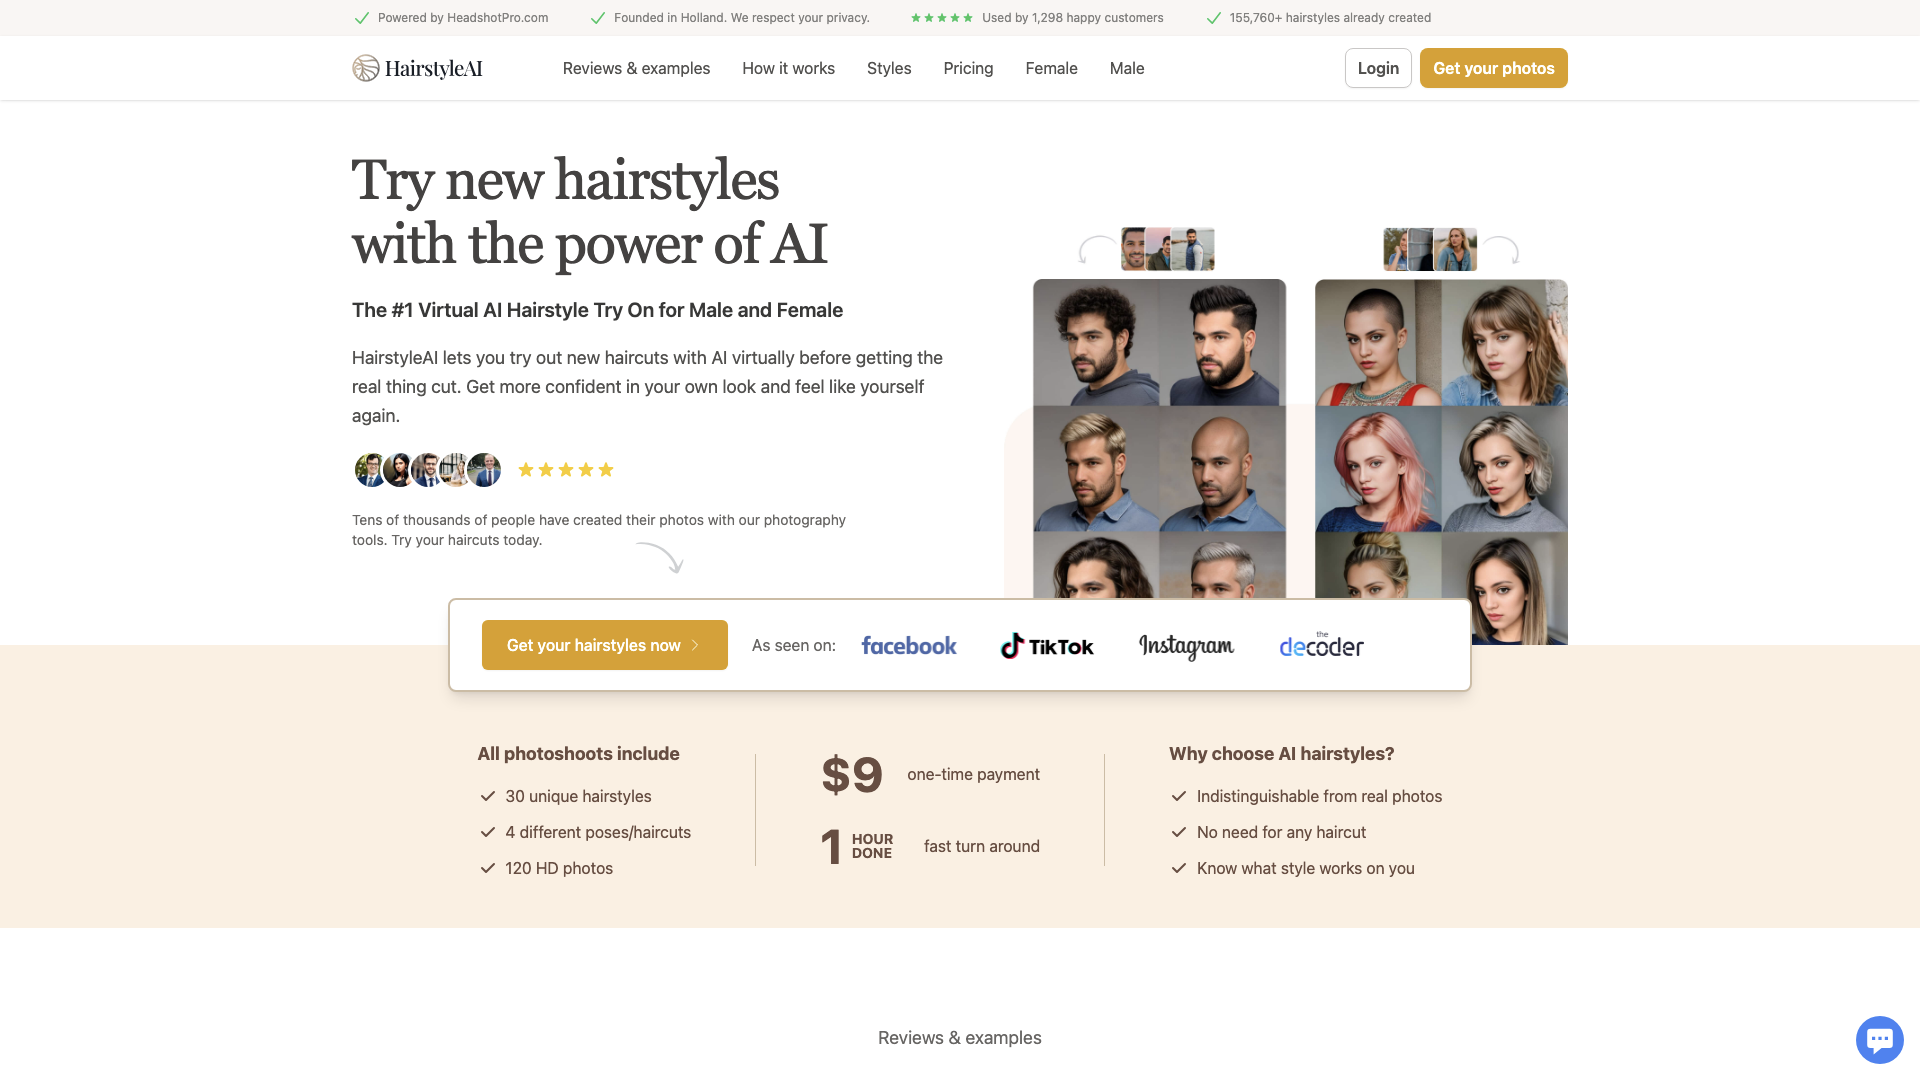 Powered by HeadshotPro.com
Founded in Holland. We respect your privacy.
Used by 1,298 happy customers
155,760+ hairstyles already created
HairstyleAI
Reviews & examples
How it works
Styles
Pricing
Female
Male
Login
Get your photos
Try new hairstyles
with the power of AI
The #1 Virtual AI Hairstyle Try On for Male and Female
HairstyleAI lets you try out new haircuts with AI virtually before getting the
real thing cut. Get more confident in your own look and feel like yourself
again.
Tens of thousands of people have created their photos with our photography
tools. Try your haircuts today.
Get your hairstyles now
As seen on:
facebook
TikTok
Instagram
the
decoder
All photoshoots include
30 unique hairstyles
4 different poses/haircuts
120 HD photos
$9
one-time payment
1
HOUR
DONE
fast turn around
Why choose AI hairstyles?
Indistinguishable from real photos
No need for any haircut
Know what style works on you
Reviews & examples